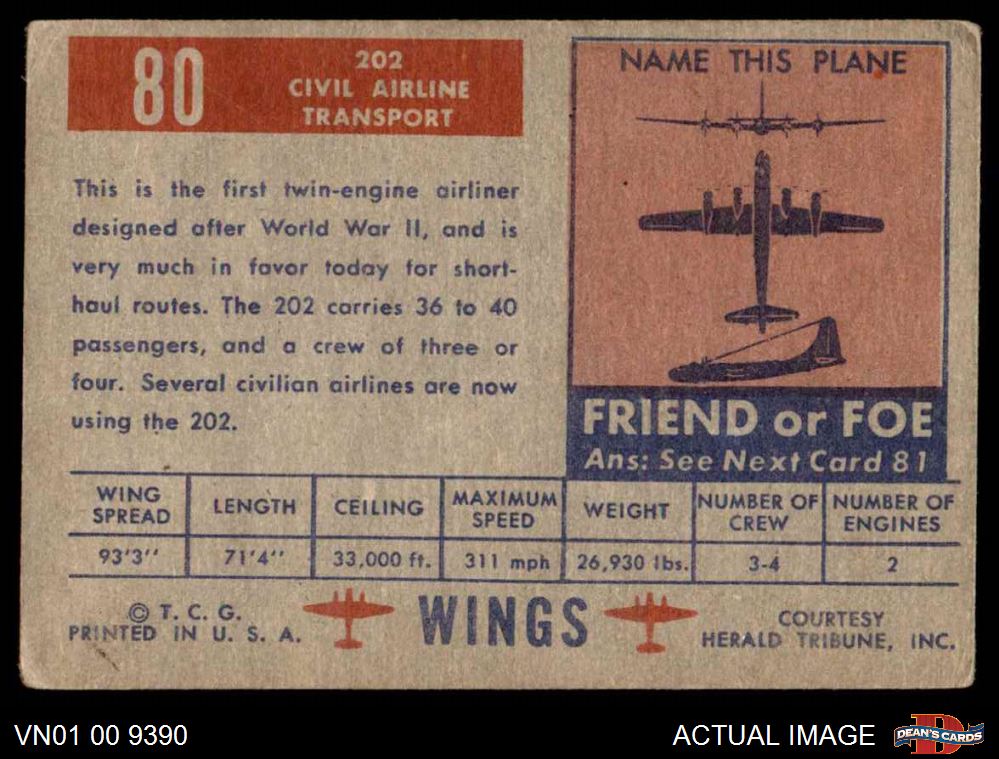 80
202
CIVIL AIRLINE
TRANSPORT
This is the first twin-engine airliner
designed after World War II, and is
very much in favor today for short-
haul routes. The 202 carries 36 to 40
passengers, and a crew of three or
four. Several civilian airlines are now
using the 202.
NAME THIS PLANE
FRIEND or FOE
Ans: See Next Card 81
WING SPREAD
LENGTH
CEILING
MAXIMUM SPEED
WEIGHT
NUMBER OF CREW
NUMBER OF ENGINES
93'3"
71'4"
33,000 ft.
311 mph
26,930 lbs.
3-4
2
© T. C. G.
PRINTED IN U. S. A.
WINGS
COURTESY
HERALD TRIBUNE, INC.
VN01 00 9390
ACTUAL IMAGE
DEAN'S CARDS